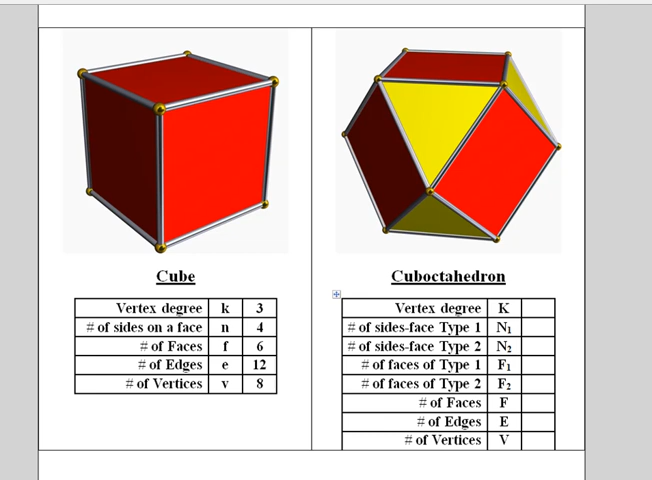 Cube
Vertex degree k 3
# of sides on a face n 4
# of Faces f 6
# of Edges e 12
# of Vertices v 8
Cuboctahedron
Vertex degree K
# of sides-face Type 1 N₁
# of sides-face Type 2 N₂
# of faces of Type 1 F₁
# of faces of Type 2 F₂
# of Faces F
# of Edges E
# of Vertices V